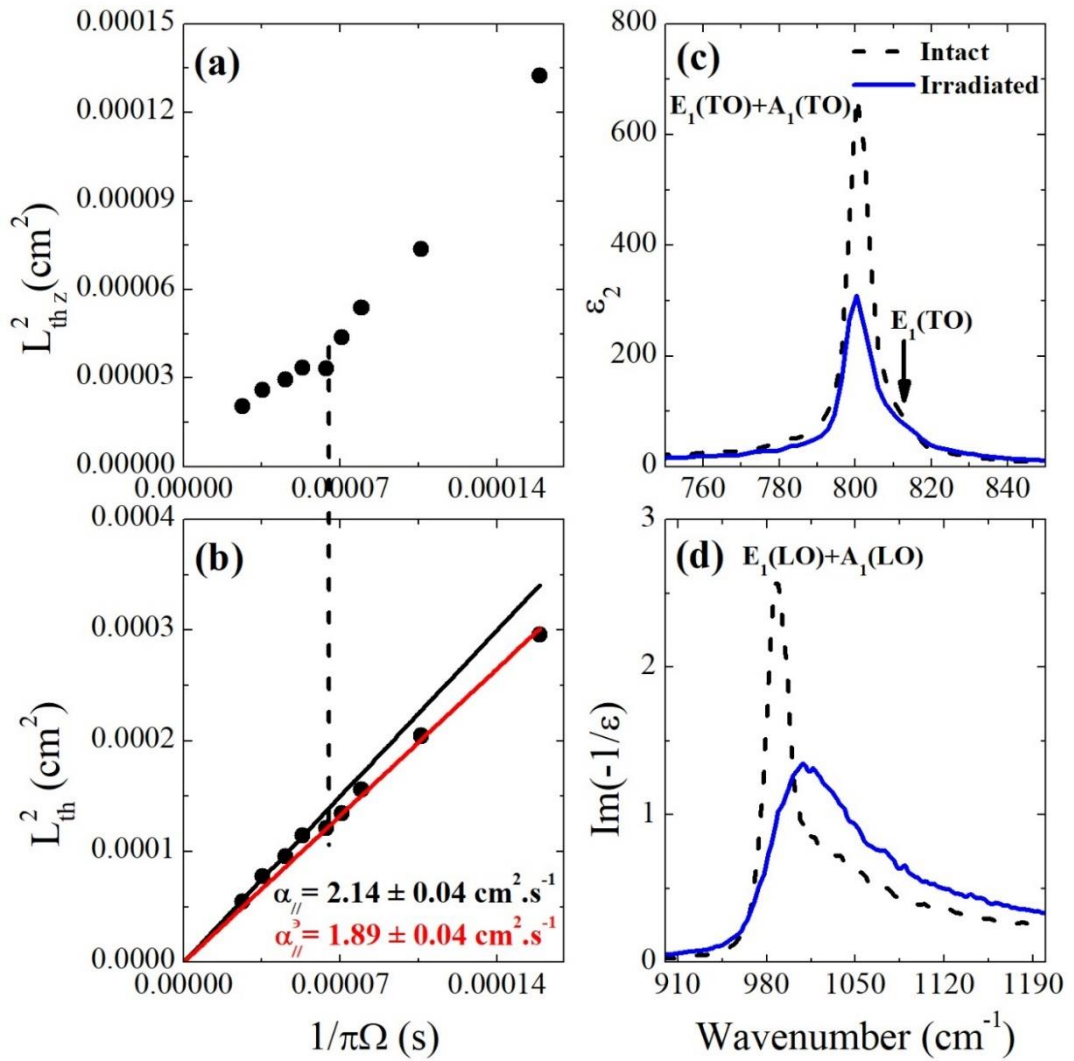 (a)
0.00015
0.00012
0.00009
0.00006
0.00003
0.00000
L²th z(cm²)
0.00000 0.00007 0.00014
(b)
0.0004
0.0003
0.0002
0.0001
0.0000
L²th (cm²)
α// = 2.14 ± 0.04 cm².s⁻¹
α//᾽ᵌ= 1.89 ± 0.04 cm².s⁻¹
0.00000 0.00007 0.00014
1/πΩ (s)
(c)
Intact
Irradiated
E₁(TO)+A₁(TO)
E₁(TO)
800
600
400
200
0
ε₂
760 780 800 820 840
(d)
E₁(LO)+A₁(LO)
3
2
1
0
Im(-1/ε)
910 980 1050 1120 1190
Wavenumber (cm⁻¹)